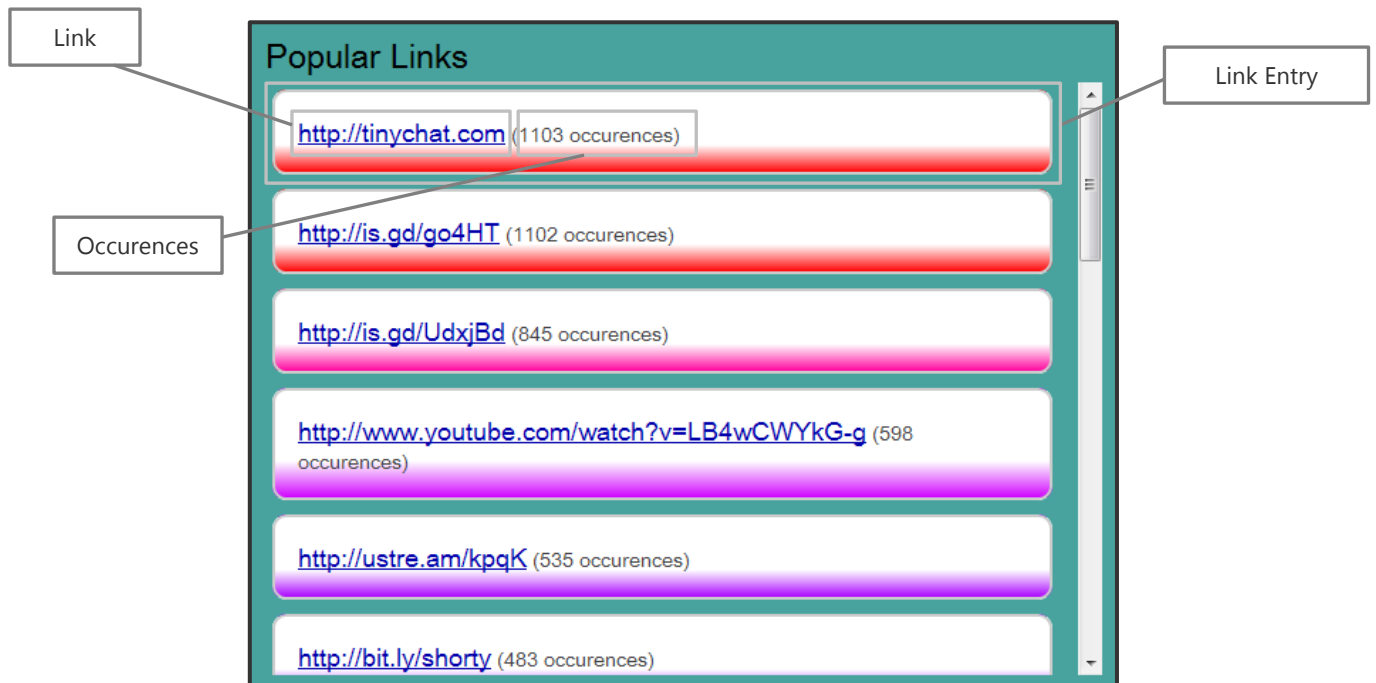 Link
Popular Links
Link Entry
http://tinychat.com (1103 occurences)
Occurences
http://is.gd/go4HT (1102 occurences)
http://is.gd/UdxjBd (845 occurences)
http://www.youtube.com/watch?v=LB4wCWYkG-g (598
occurences)
http://ustre.am/kpqK (535 occurences)
http://bit.ly/shorty (483 occurences)